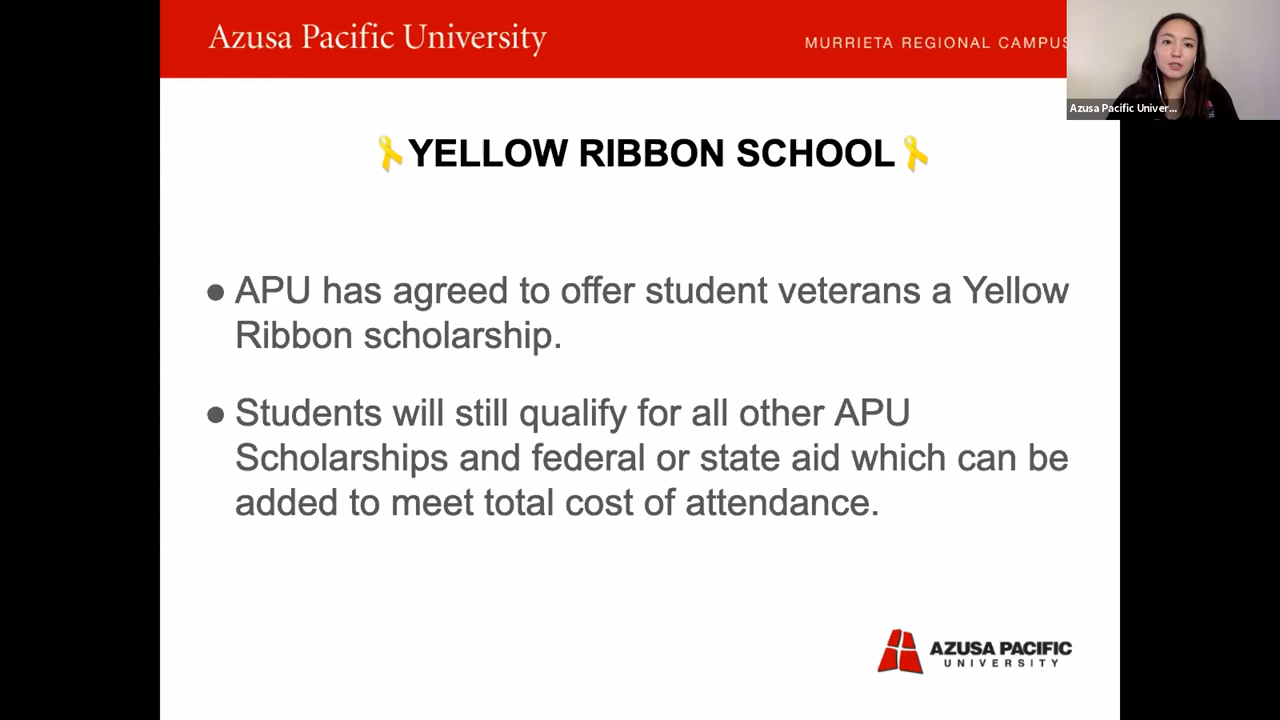 Azusa Pacific University
MURRIETA REGIONAL CAMPUS
Azusa Pacific Univer...
YELLOW RIBBON SCHOOL
● APU has agreed to offer student veterans a Yellow
Ribbon scholarship.
● Students will still qualify for all other APU
Scholarships and federal or state aid which can be
added to meet total cost of attendance.
AZUSA PACIFIC
UNIVERSITY